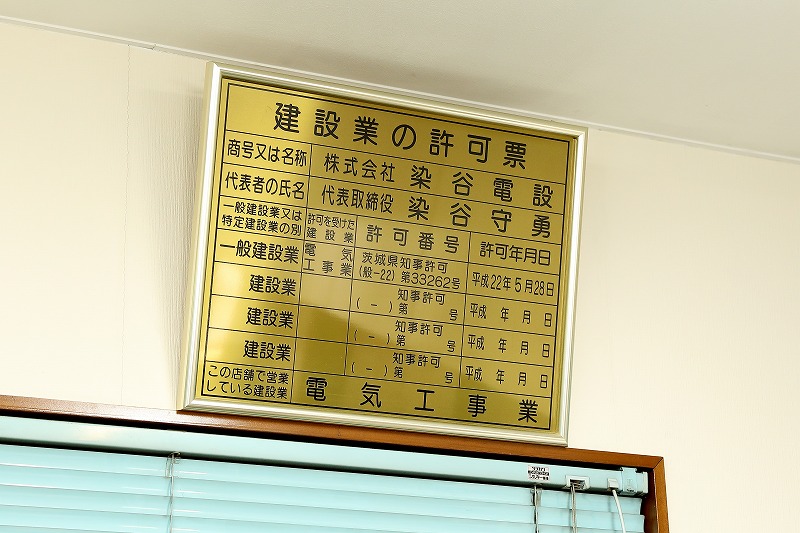 建設業の許可票
商号又は名称 株式会社 染谷電設
代表者の氏名 代表取締役 染谷守勇
一般建設業又は特定建設業の別 許可を受けた建設業 許可番号 許可年月日
一般建設業 電気工事業 茨城県知事許可(般-22)第33262号 平成22年5月28日
建設業 知事許可(-)第 号 平成 年 月 日
建設業 知事許可(-)第 号 平成 年 月 日
建設業 知事許可(-)第 号 平成 年 月 日
この店舗で営業している建設業 電気工事業